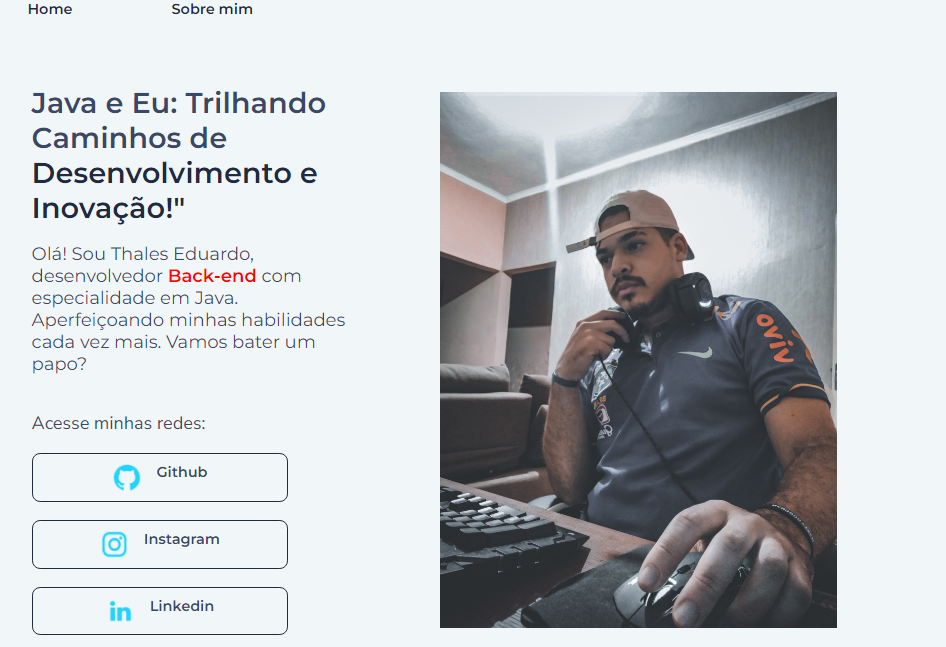 Home Sobre mim
Java e Eu: Trilhando
Caminhos de
Desenvolvimento e
Inovação!"
Olá! Sou Thales Eduardo,
desenvolvedor Back-end com
especialidade em Java.
Aperfeiçoando minhas habilidades
cada vez mais. Vamos bater um
papo?
Acesse minhas redes:
Github
Instagram
in Linkedin